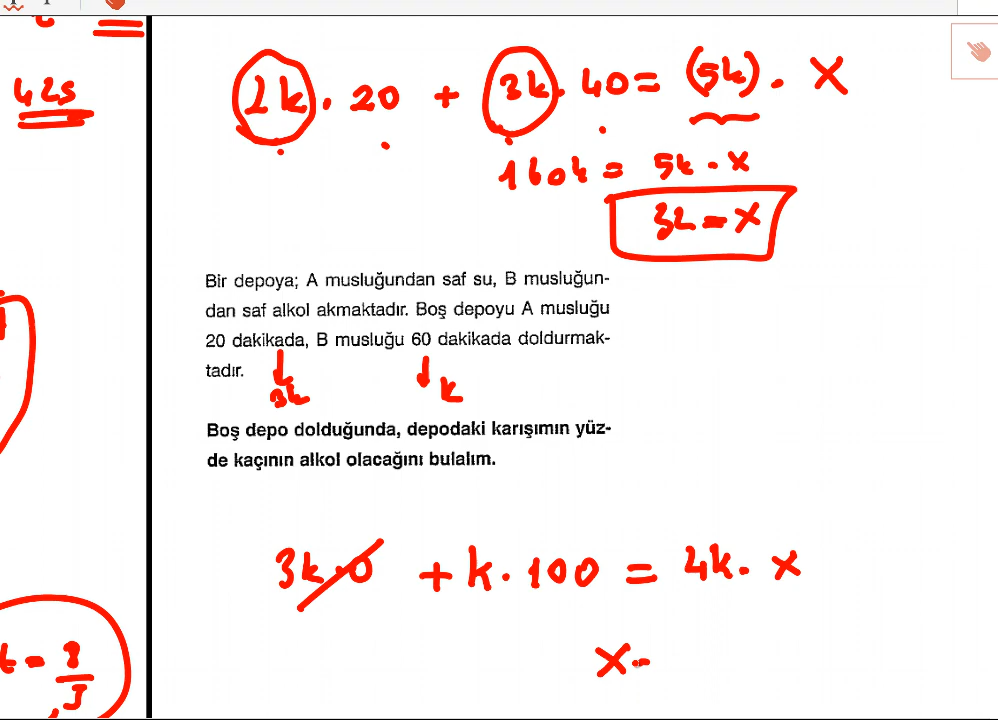 42s
2k · 20 + 3k · 40 = (5k) · x
160k = 5k · x
32 = x
Bir depoya; A musluğundan saf su, B musluğun-
dan saf alkol akmaktadır. Boş depoyu A musluğu
20 dakikada, B musluğu 60 dakikada doldurmak-
tadır.
3k k
Boş depo dolduğunda, depodaki karışımın yüz-
de kaçının alkol olacağını bulalım.
3k·0 + k·100 = 4k· x
t =
x=